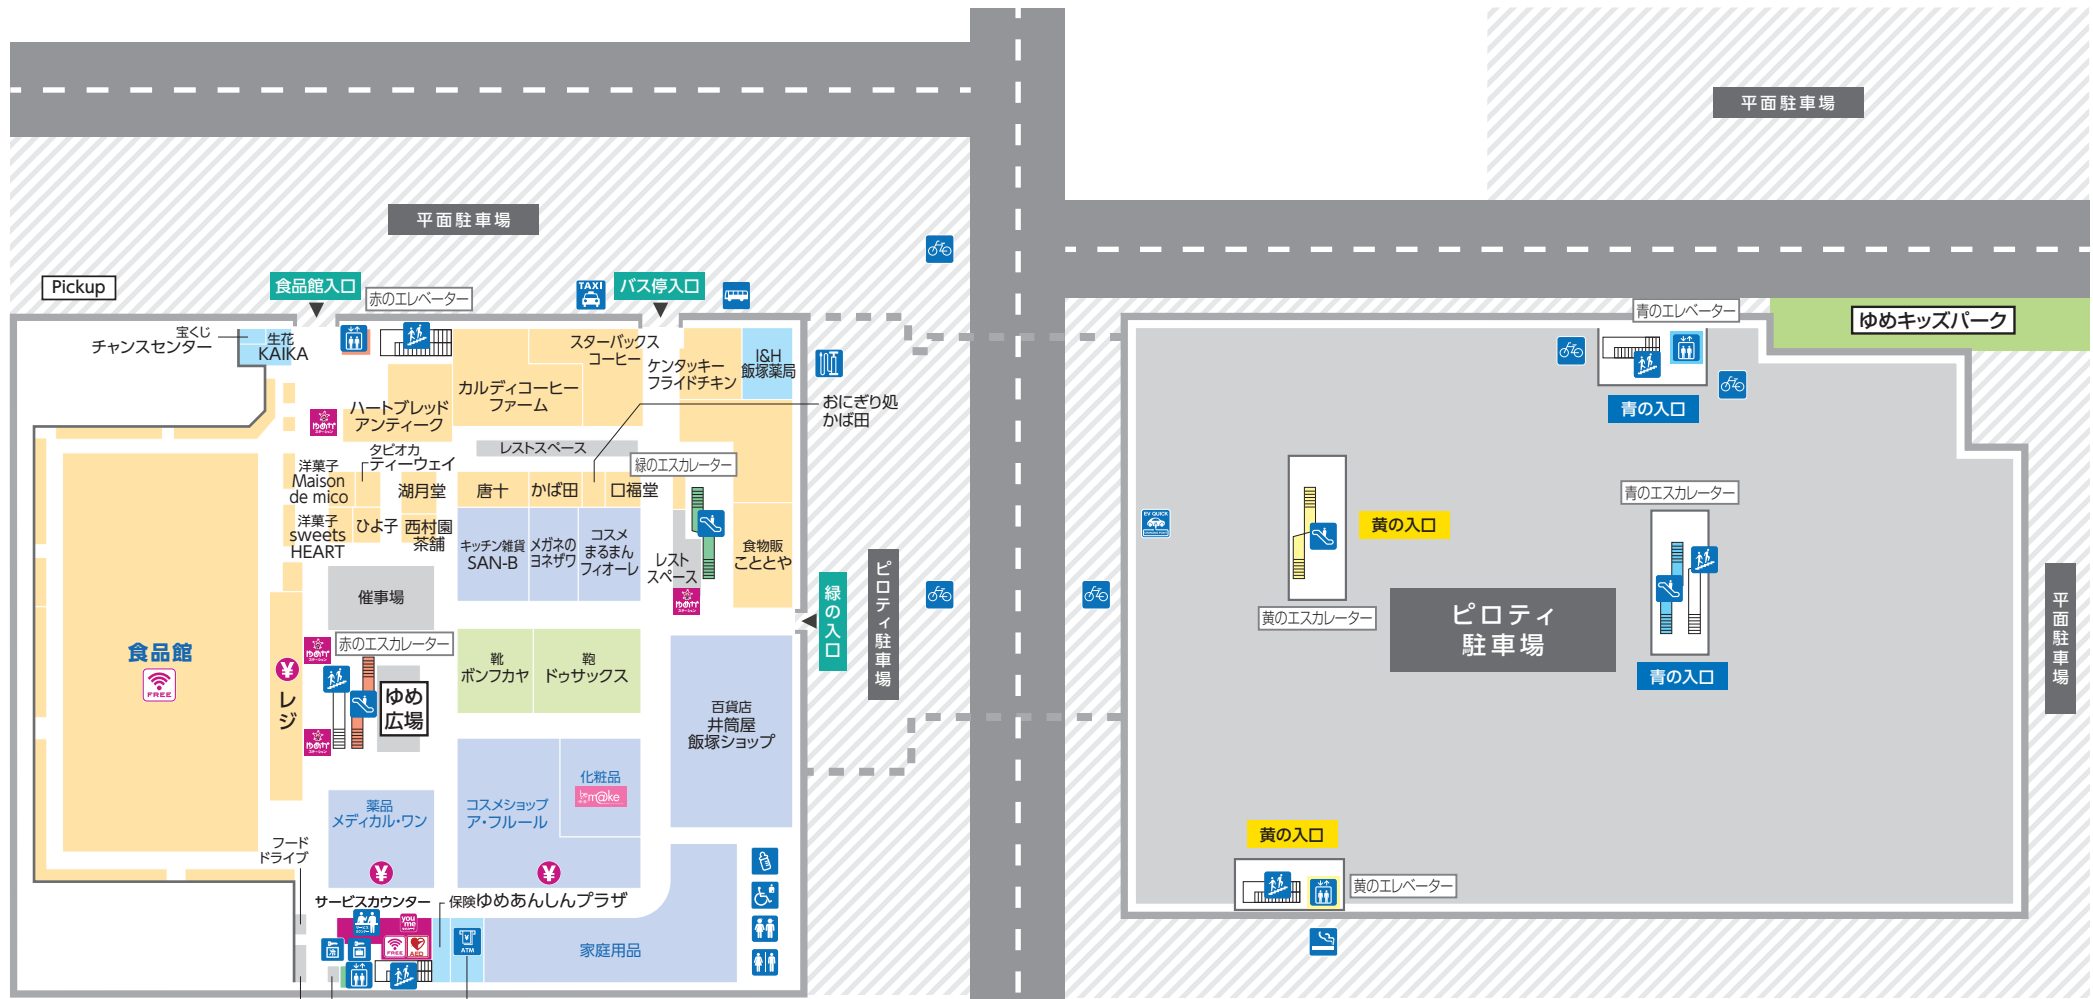 平面駐車場
平面駐車場
Pickup
食品館入口
赤のエレベーター
TAXI
バス停入口
青のエレベーター
ゆめキッズパーク
宝くじ
チャンスセンター
生花
KAIKA
スターバックス
コーヒー
ケンタッキー
フライドチキン
I&H
飯塚薬局
カルディコーヒー
ファーム
ハートブレッド
アンティーク
おにぎり処
かば田
青の入口
レストスペース
タピオカ
ティーウェイ
緑のエスカレーター
洋菓子
Maison
de mico
湖月堂
唐十
かば田
口福堂
青のエスカレーター
洋菓子
sweets
HEART
ひよ子
西村園
茶舗
キッチン雑貨
SAN-B
メガネの
ヨネザワ
コスメ
まるまん
フィオーレ
レスト
スペース
食物販
こととや
EV QUICK
黄の入口
催事場
緑の入口
ピロティ駐車場
黄のエスカレーター
ピロティ
駐車場
平面駐車場
赤のエスカレーター
食品館
FREE
レジ
ゆめ
広場
靴
ボンフカヤ
鞄
ドゥサックス
青の入口
百貨店
井筒屋
飯塚ショップ
化粧品
be m@ke
コスメショップ
ア・フルール
薬品
メディカル・ワン
フード
ドライブ
黄の入口
黄のエレベーター
サービスカウンター
保険ゆめあんしんプラザ
you me
FREE
AED
ATM
家庭用品